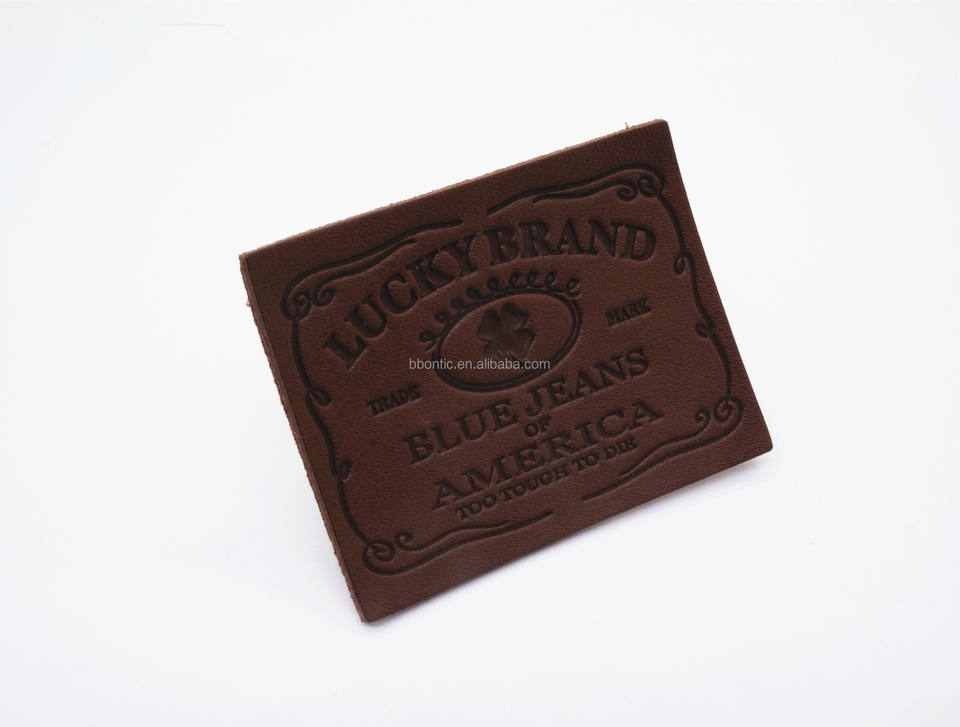 LUCKY BRAND
TRADE MARK
bbontic.en.alibaba.com
BLUE JEANS
OF
AMERICA
TOO TOUGH TO DIE